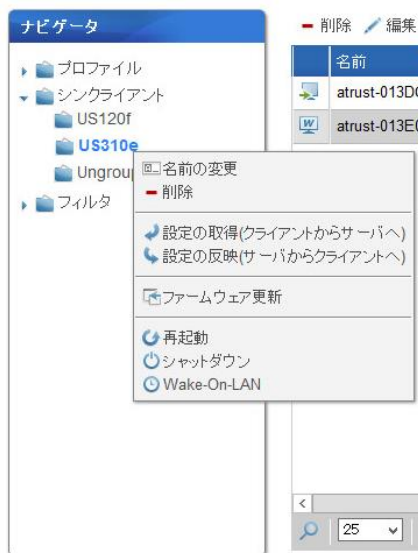 ナビゲータ
削除 編集
プロファイル
シンクライアント
US120f
US310e
フィルタ
名前
atrust-013D
atrust-013E
名前の変更
削除
設定の取得(クライアントからサーバへ)
設定の反映(サーバからクライアントへ)
ファームウェア更新
再起動
シャットダウン
Wake-On-LAN
25